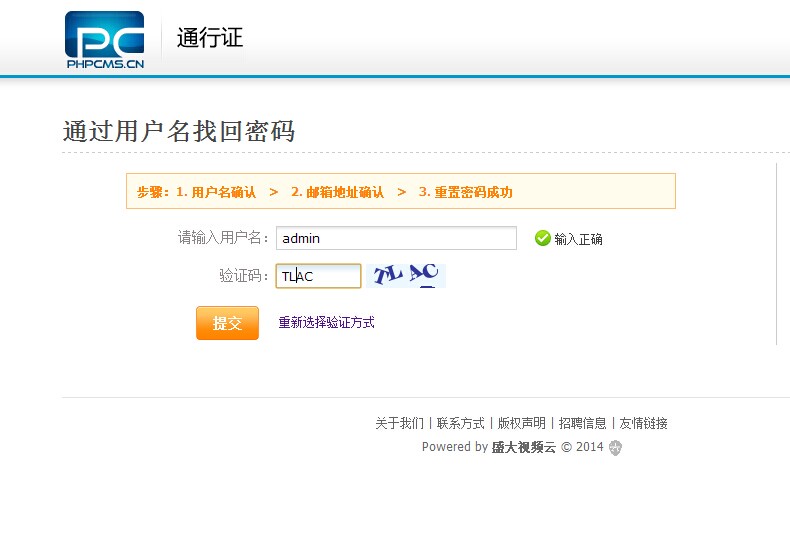 PC
PHPCMS.CN
通行证
通过用户名找回密码
步骤：1. 用户名确认 > 2. 邮箱地址确认 > 3. 重置密码成功
请输入用户名： admin 输入正确
验证码： TLAC TLAC
提交 重新选择验证方式
关于我们 | 联系方式 | 版权声明 | 招聘信息 | 友情链接
Powered by 盛大视频云 © 2014